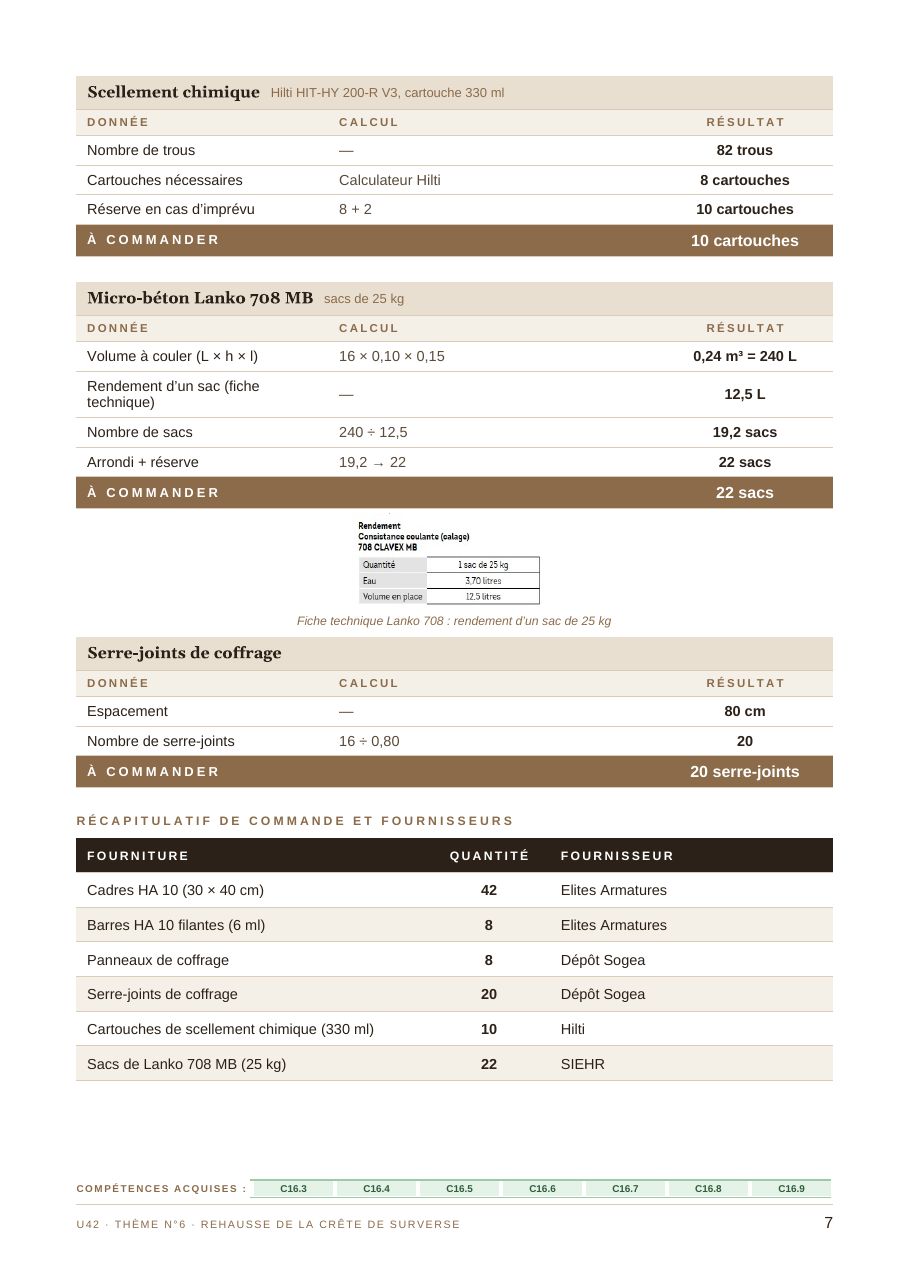 Scellement chimique Hilti HIT-HY 200-R V3, cartouche 330 ml
DONNÉE CALCUL RÉSULTAT
Nombre de trous — 82 trous
Cartouches nécessaires Calculateur Hilti 8 cartouches
Réserve en cas d’imprévu 8 + 2 10 cartouches
À COMMANDER 10 cartouches
Micro-béton Lanko 708 MB sacs de 25 kg
DONNÉE CALCUL RÉSULTAT
Volume à couler (L × h × l) 16 × 0,10 × 0,15 0,24 m³ = 240 L
Rendement d’un sac (fiche
technique) — 12,5 L
Nombre de sacs 240 ÷ 12,5 19,2 sacs
Arrondi + réserve 19,2 → 22 22 sacs
À COMMANDER 22 sacs
Rendement
Consistance coulante (calage)
708 CLAVEX MB
Quantité 1 sac de 25 kg
Eau 3,70 litres
Volume en place 12,5 litres
Fiche technique Lanko 708 : rendement d’un sac de 25 kg
Serre-joints de coffrage
DONNÉE CALCUL RÉSULTAT
Espacement — 80 cm
Nombre de serre-joints 16 ÷ 0,80 20
À COMMANDER 20 serre-joints
RÉCAPITULATIF DE COMMANDE ET FOURNISSEURS
FOURNITURE QUANTITÉ FOURNISSEUR
Cadres HA 10 (30 × 40 cm) 42 Elites Armatures
Barres HA 10 filantes (6 ml) 8 Elites Armatures
Panneaux de coffrage 8 Dépôt Sogea
Serre-joints de coffrage 20 Dépôt Sogea
Cartouches de scellement chimique (330 ml) 10 Hilti
Sacs de Lanko 708 MB (25 kg) 22 SIEHR
COMPÉTENCES ACQUISES : C16.3 C16.4 C16.5 C16.6 C16.7 C16.8 C16.9
U42 · THÈME N°6 · REHAUSSE DE LA CRÊTE DE SURVERSE 7